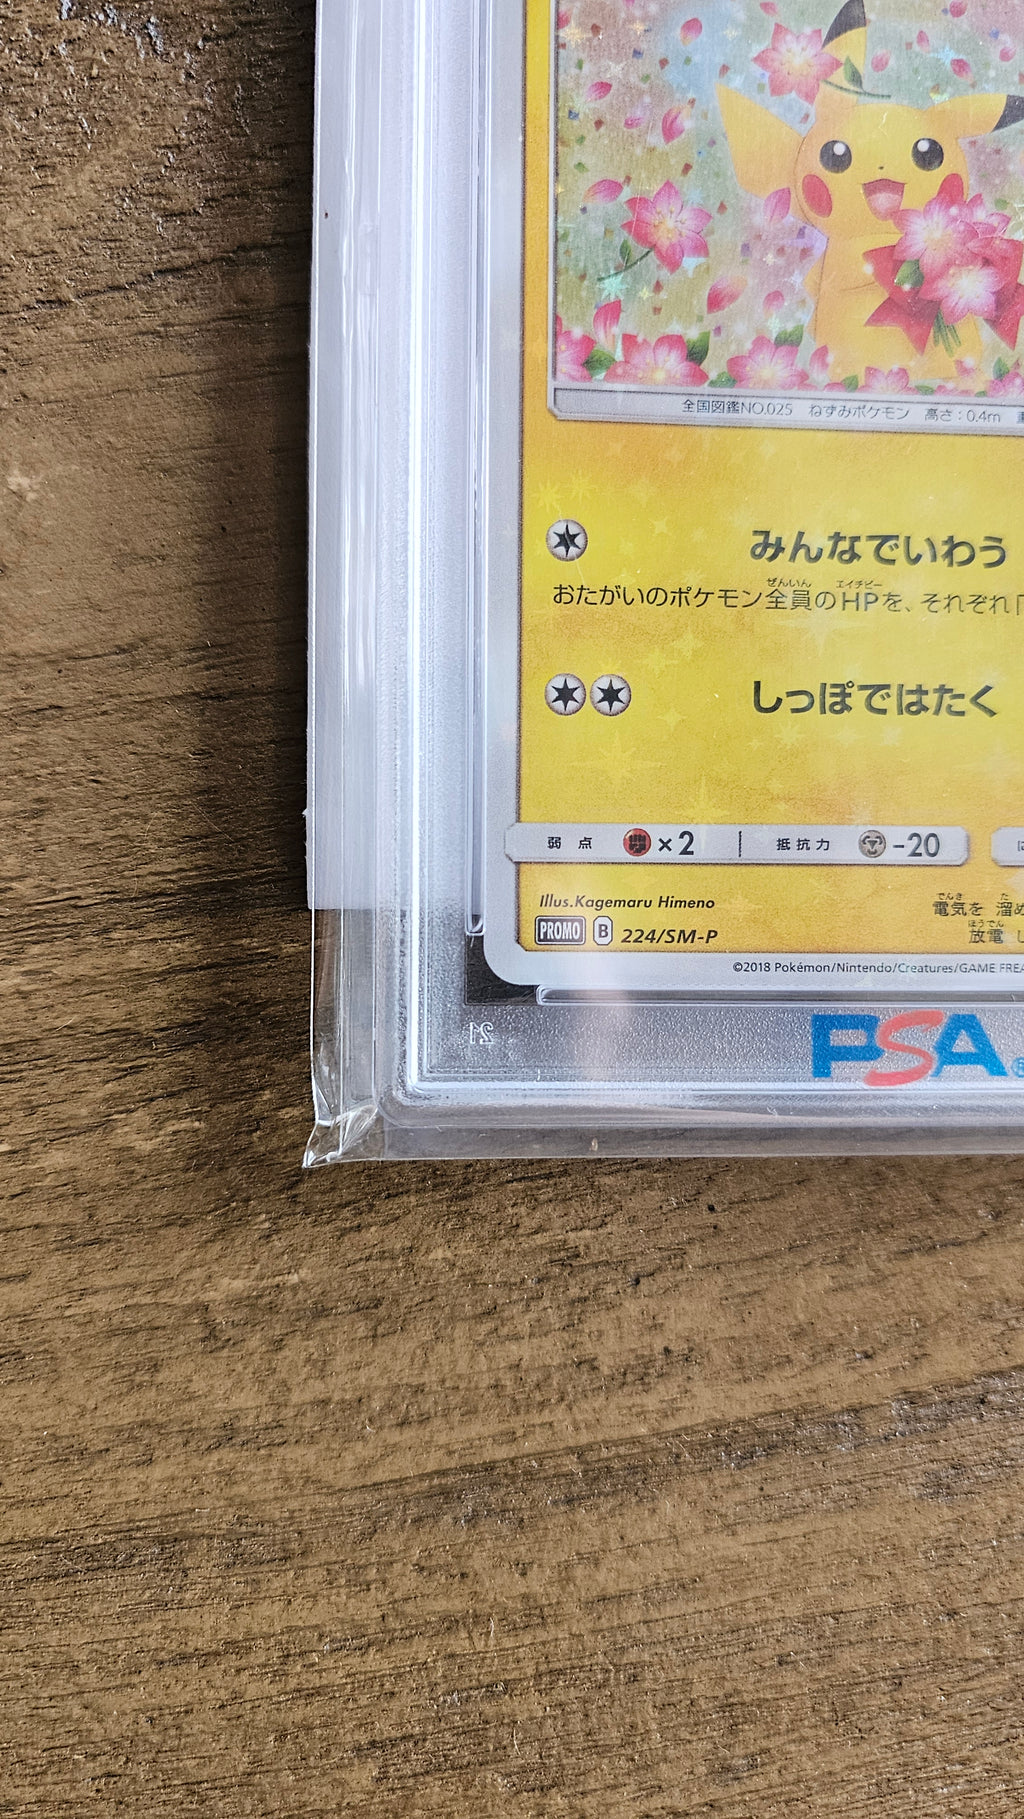 全国図鑑NO.025 ねずみポケモン 高さ:0.4m
みんなでいわう
ぜんいん エイチピー
おたがいのポケモン全員のHPを、それぞれ「
しっぽではたく
弱点 ×2 抵抗力 -20
Illus.Kagemaru Himeno
でんき た
電気を 溜め
ほうでん
放電 し
PROMO B 224/SM-P
©2018 Pokémon/Nintendo/Creatures/GAME FREA
21
PSA®